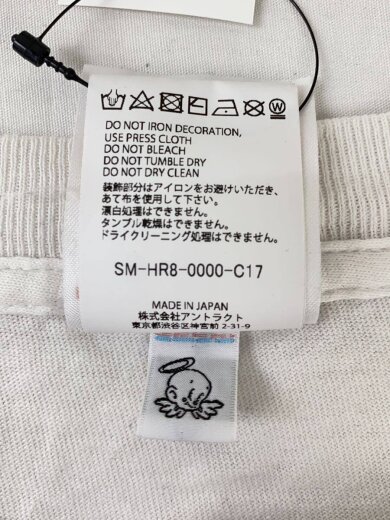 DO NOT IRON DECORATION,
USE PRESS CLOTH
DO NOT BLEACH
DO NOT TUMBLE DRY
DO NOT DRY CLEAN
装飾部分はアイロンをお避けいただき、
あて布を使用して下さい。
漂白処理はできません。
タンブル乾燥はできません。
ドライクリーニング処理はできません。
SM-HR8-0000-C17
MADE IN JAPAN
株式会社アントラクト
東京都渋谷区神宮前 2-31-9